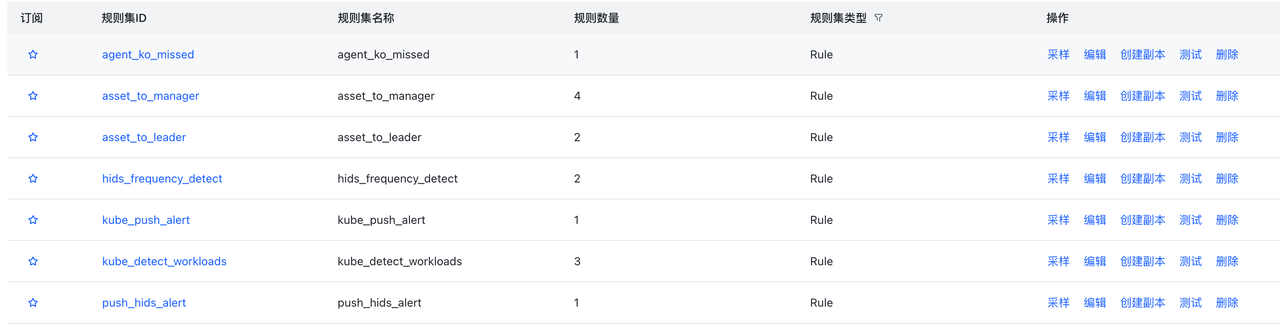 订阅 规则集ID 规则集名称 规则数量 规则集类型 操作
agent_ko_missed agent_ko_missed 1 Rule 采样 编辑 创建副本 测试 删除
asset_to_manager asset_to_manager 4 Rule 采样 编辑 创建副本 测试 删除
asset_to_leader asset_to_leader 2 Rule 采样 编辑 创建副本 测试 删除
hids_frequency_detect hids_frequency_detect 2 Rule 采样 编辑 创建副本 测试 删除
kube_push_alert kube_push_alert 1 Rule 采样 编辑 创建副本 测试 删除
kube_detect_workloads kube_detect_workloads 3 Rule 采样 编辑 创建副本 测试 删除
push_hids_alert push_hids_alert 1 Rule 采样 编辑 创建副本 测试 删除